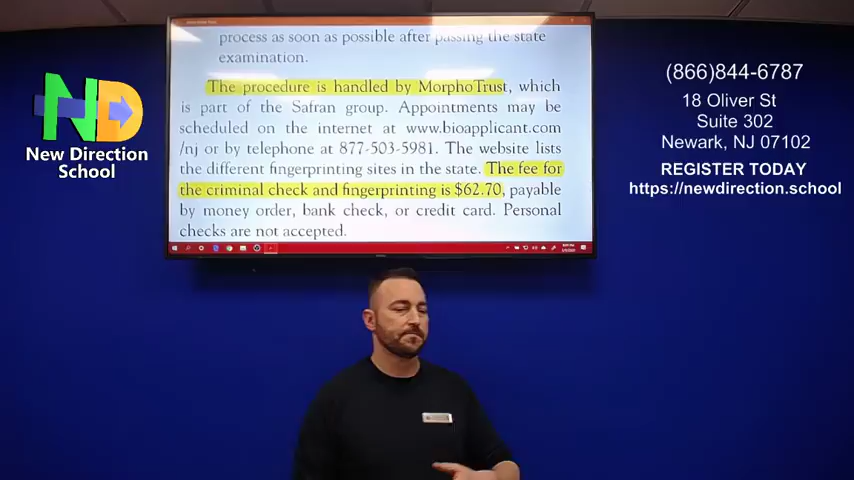 process as soon as possible after passing the state
examination.
The procedure is handled by MorphoTrust, which
is part of the Safran group. Appointments may be
scheduled on the internet at www.bioapplicant.com
/nj or by telephone at 877-503-5981. The website lists
the different fingerprinting sites in the state. The fee for
the criminal check and fingerprinting is $62.70, payable
by money order, bank check, or credit card. Personal
checks are not accepted.
ND
New Direction
School
(866)844-6787
18 Oliver St
Suite 302
Newark, NJ 07102
REGISTER TODAY
https://newdirection.school